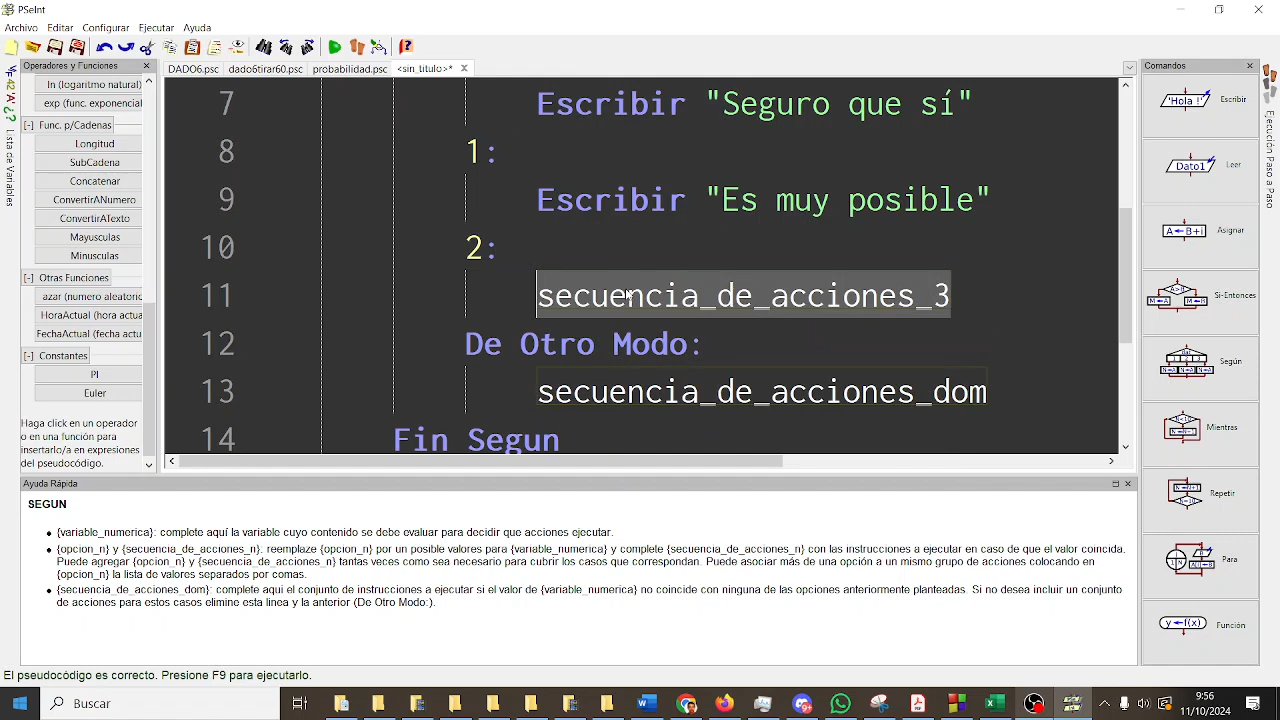 PSeInt
Archivo Editar Configurar Ejecutar Ayuda
Operadores y Funciones
ln (logaritmo natural)
exp (func. exponencial
[-] Func. p/Cadenas
Longitud
SubCadena
Concatenar
ConvertirANumero
ConvertirATexto
Mayusculas
Minusculas
[-] Otras Funciones
azar (numero aleatorio
HoraActual (hora actua
FechaActual (fecha actu
[-] Constantes
PI
Euler
Haga click en un operador
o en una función para
insertarlo/a en expresiones
del pseudocódigo.
Lista de Variables
DADO6.psc dado6tirar60.psc probabilidad.psc <sin_titulo>*
7 Escribir "Seguro que sí"
8 1:
9 Escribir "Es muy posible"
10 2:
11 secuencia_de_acciones_3
12 De Otro Modo:
13 secuencia_de_acciones_dom
14 Fin Segun
Comandos
'Hola !' Escribir
Dato1 Leer
A←B+i Asignar
Si-Entonces
Según
Mientras
Repetir
Para
y←f(x) Función
Ejecución Paso a Paso
Ayuda Rápida
SEGUN
{variable_numerica}: complete aquí la variable cuyo contenido se debe evaluar para decidir que acciones ejecutar.
{opcion_n} y {secuencia_de_acciones_n}: reemplaze {opcion_n} por un posible valores para {variable_numerica} y complete {secuencia_de_acciones_n} con las instrucciones a ejecutar en caso de que el valor coincida.
Puede agregar {opcion_n} y {secuencia_de_acciones_n} tantas veces como sea necesario para cubrir los casos que correspondan. Puede asociar más de una opción a un mismo grupo de acciones colocando en
{opcion_n} la lista de valores separados por comas.
{secuencia_de_acciones_dom}: complete aqui el conjunto de instrucciones a ejecutar si el valor de {variable_numerica} no coincide con ninguna de las opciones anteriormente planteadas. Si no desea incluir un conjunto
de acciones para estos casos elimine esta linea y la anterior (De Otro Modo:).
El pseudocódigo es correcto. Presione F9 para ejecutarlo.
Buscar
9:56
11/10/2024